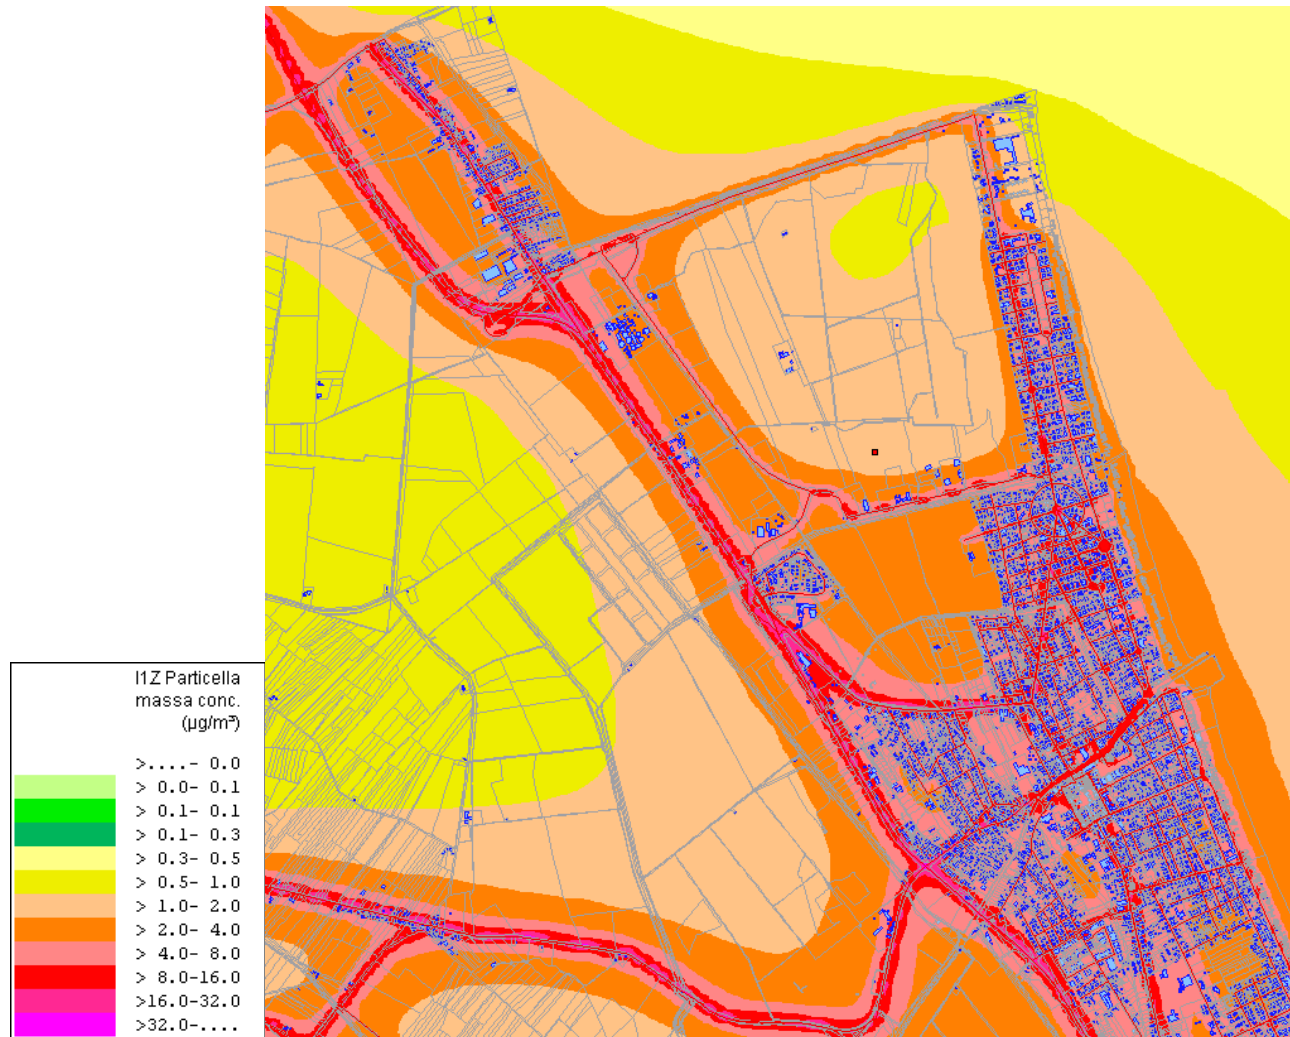 I1Z Particella
massa conc.
(µg/m³)
>....- 0.0
> 0.0- 0.1
> 0.1- 0.1
> 0.1- 0.3
> 0.3- 0.5
> 0.5- 1.0
> 1.0- 2.0
> 2.0- 4.0
> 4.0- 8.0
> 8.0-16.0
>16.0-32.0
>32.0-....